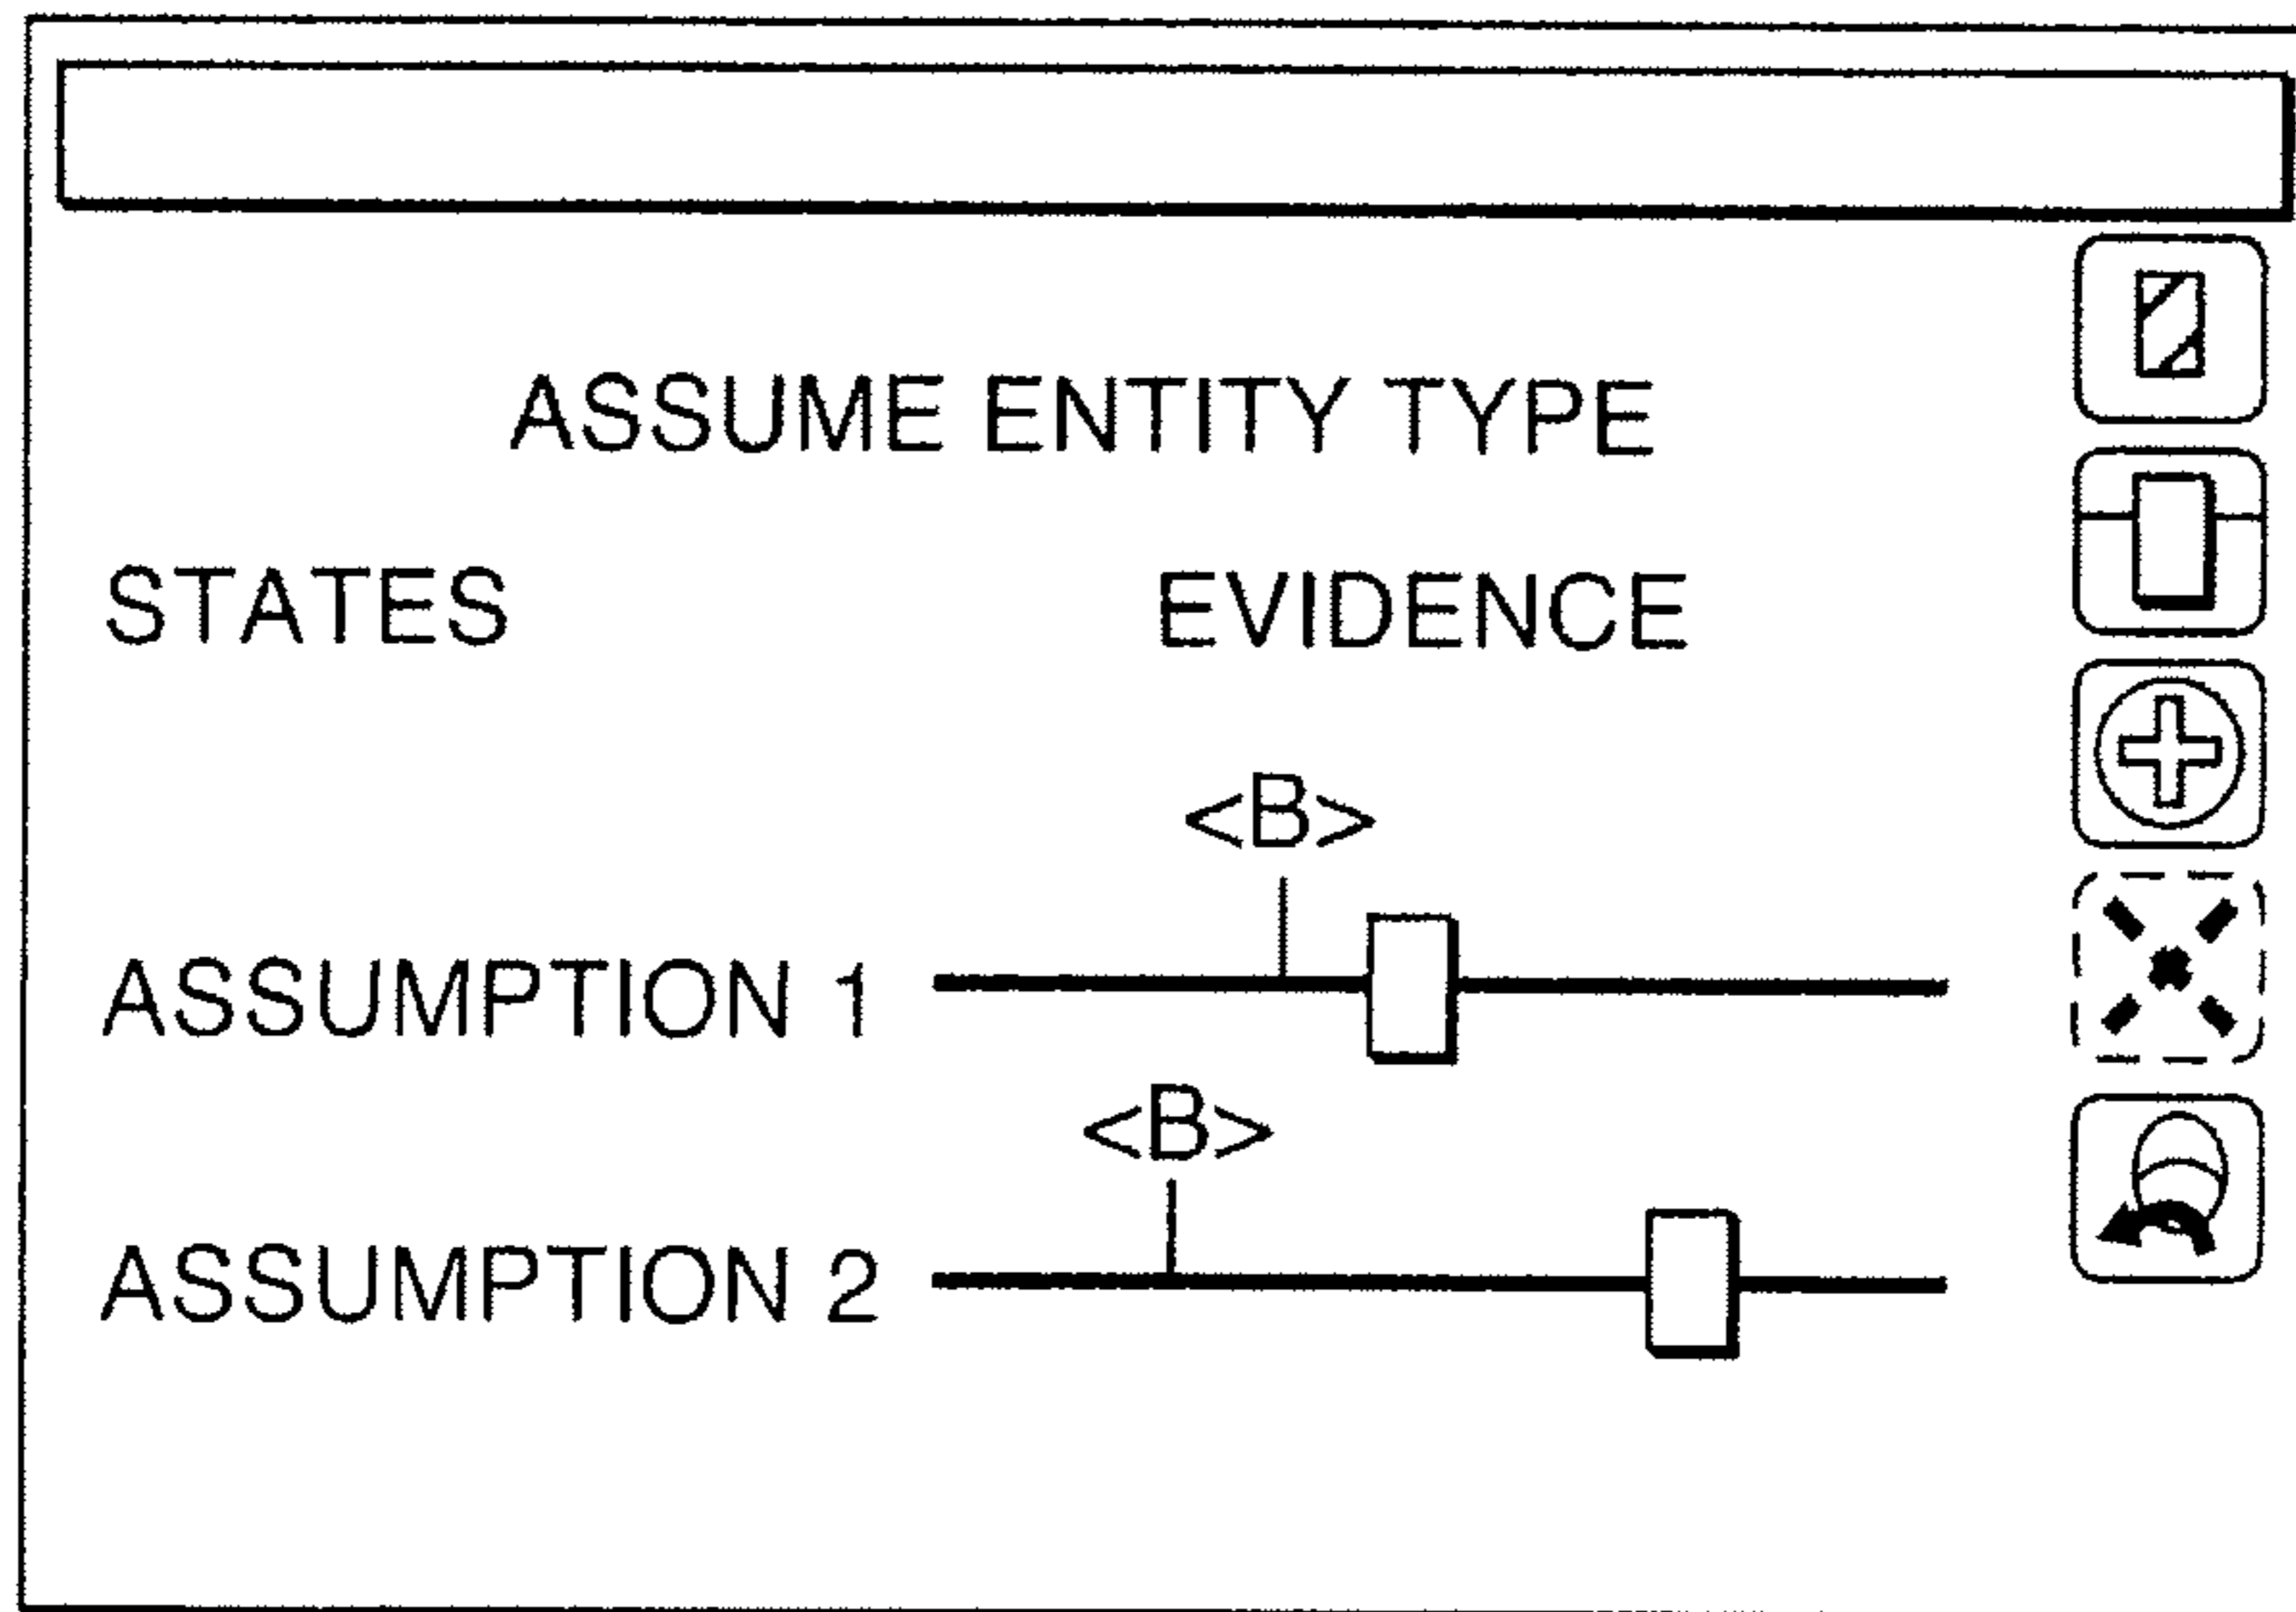 ASSUME ENTITY TYPE
STATES EVIDENCE
<B>
ASSUMPTION 1
<B>
ASSUMPTION 2